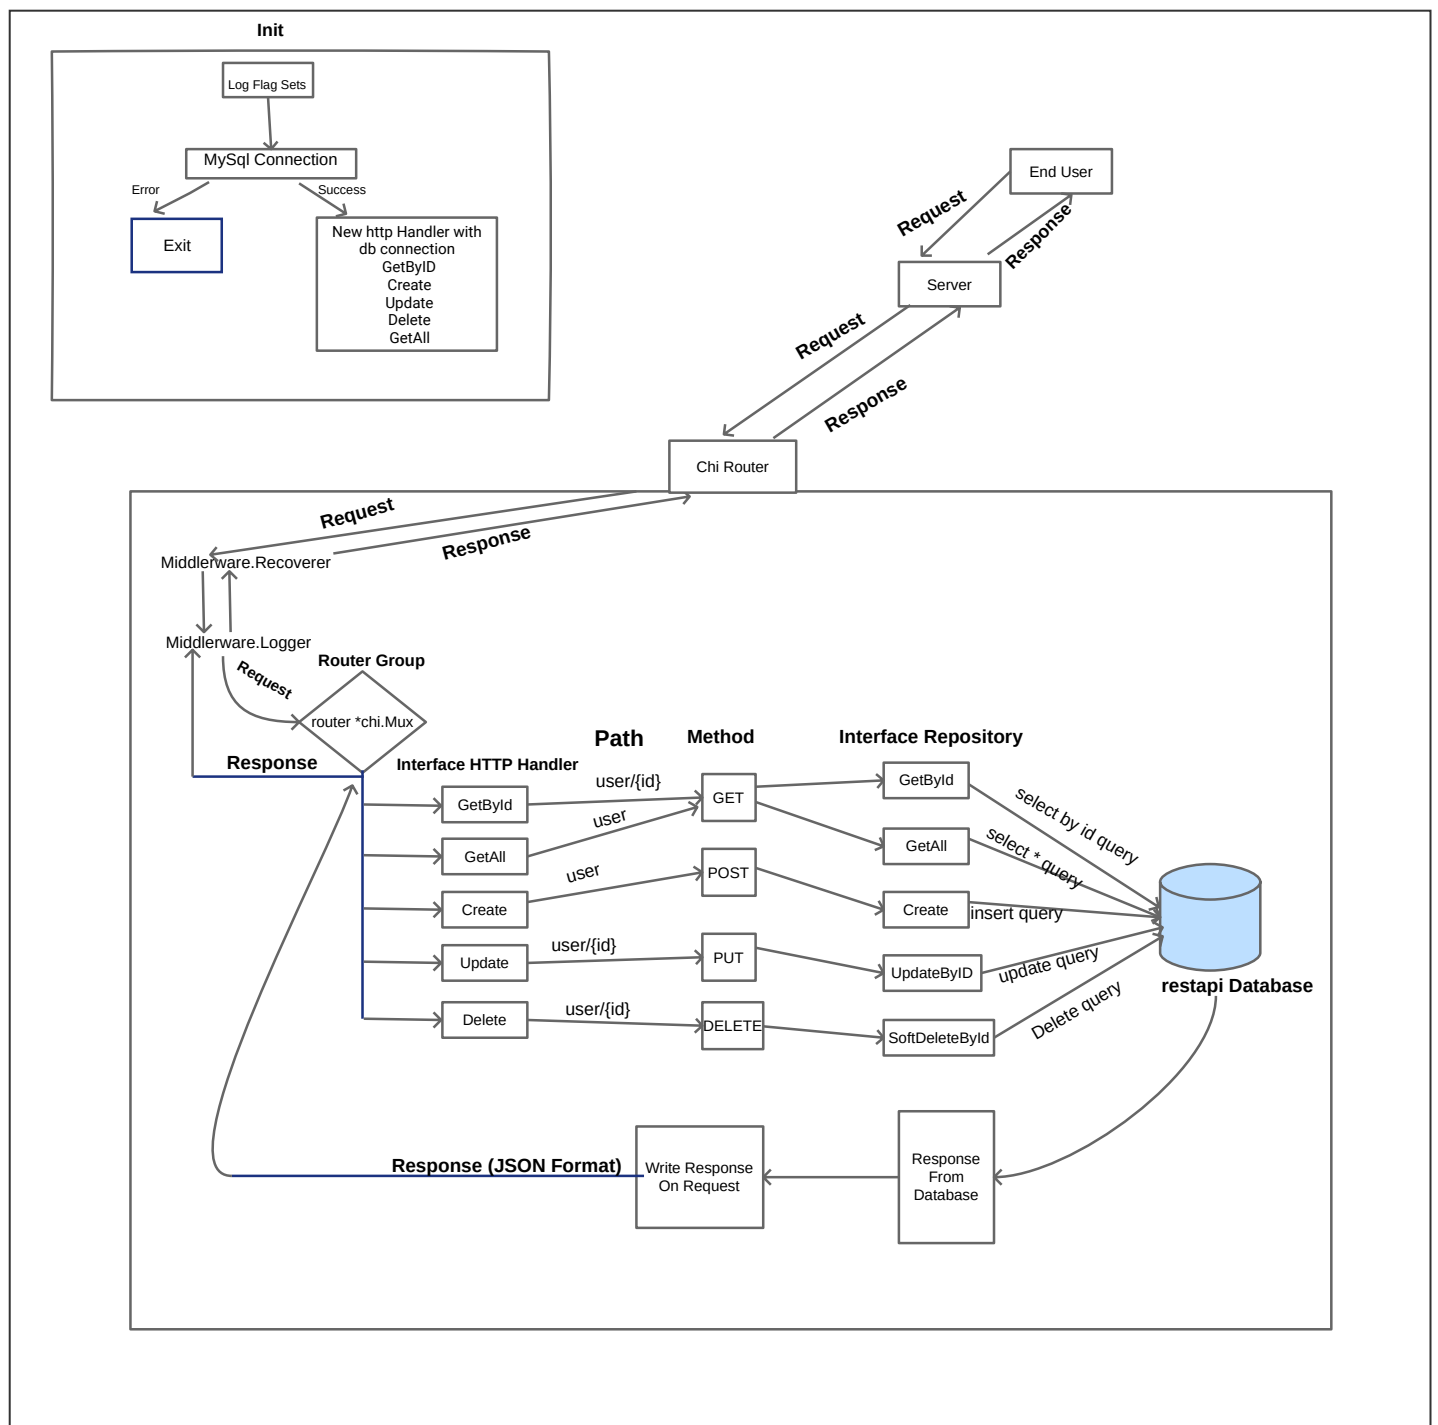 Init
Log Flag Sets
MySql Connection
Error
Success
Exit
New http Handler with
db connection
GetByID
Create
Update
Delete
GetAll
End User
Request
Response
Server
Request
Response
Chi Router
Request
Response
Middlerware.Recoverer
Middlerware.Logger
Request
Router Group
router *chi.Mux
Response
Interface HTTP Handler
Path
Method
Interface Repository
GetById
user/{id}
GET
GetById
select by id query
GetAll
user
GetAll
select * query
Create
user
POST
Create
insert query
Update
user/{id}
PUT
UpdateByID
update query
Delete
user/{id}
DELETE
SoftDeleteById
Delete query
restapi Database
Response
From
Database
Write Response
On Request
Response (JSON Format)